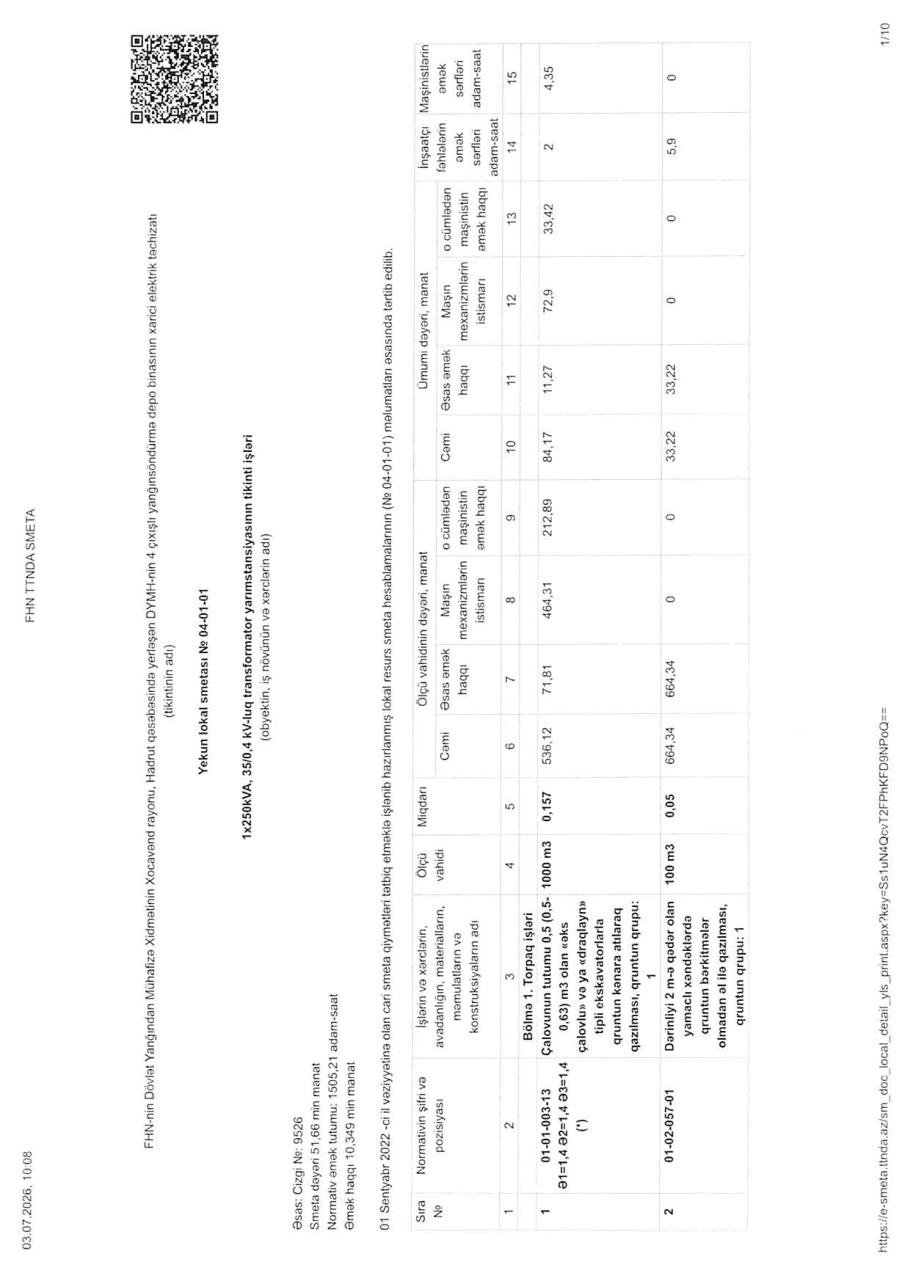 03.07.2026, 10:08
FHN TTNDA SMETA
FHN-nin Dövlət Yanğından Mühafizə Xidmətinin Xocavənd rayonu, Hadrut qəsəbəsində yerləşən DYMH-nin 4 çıxışlı yanğınsöndürmə depo binasının xarici elektrik təchizatı
(tikintinin adı)
Yekun lokal smetası № 04-01-01
1x250kVA, 35/0,4 kV-luq transformator yarımstansiyasının tikinti işləri
(obyektin, iş növünün və xərclərin adı)
Əsas: Cizgi №: 9526
Smeta dəyəri 51,66 min manat
Normativ əmək tutumu: 1505,21 adam-saat
Əmək haqqı 10,349 min manat
01 Sentyabr 2022 -ci il vəziyyətinə olan cari smeta qiymətləri tətbiq etməklə işlənib hazırlanmış lokal resurs smeta hesablamalarının (№ 04-01-01) məlumatları əsasında tərtib edilib.
Sıra
№
Normativin şifri və
pozisiyası
İşlərin və xərclərin,
avadanlığın, materialların,
məmulatların və
konstruksiyaların adı
Ölçü
vahidi
Miqdarı
Ölçü vahidinin dəyəri, manat
Cəmi
Əsas əmək
haqqı
Maşın
mexanizmlərin
istismarı
o cümlədən
maşinistin
əmək haqqı
Ümumi dəyəri, manat
Cəmi
Əsas əmək
haqqı
Maşın
mexanizmlərin
istismarı
o cümlədən
maşinistin
əmək haqqı
İnşaatçı
fəhlələrin
əmək
sərfləri
adam-saat
Maşinistlərin
əmək
sərfləri
adam-saat
1 2 3 4 5 6 7 8 9 10 11 12 13 14 15
Bölmə 1. Torpaq işləri
1
01-01-003-13
Ə1=1,4 Ə2=1,4 Ə3=1,4
(*)
Çalovunun tutumu 0,5 (0,5-
0,63) m3 olan «əks
çalovlu» və ya «draqlayn»
tipli ekskavatorlarla
qruntun kənara atılaraq
qazılması, qruntun qrupu:
1
1000 m3 0,157 536,12 71,81 464,31 212,89 84,17 11,27 72,9 33,42 2 4,35
2
01-02-057-01
Dərinliyi 2 m-ə qədər olan
yamaclı xəndəklərdə
qruntun bərkitmələr
olmadan əl ilə qazılması,
qruntun qrupu: 1
100 m3 0,05 664,34 664,34 0 0 33,22 33,22 0 0 5,9 0
https://e-smeta.ttnda.az/sm_doc_local_detail_yls_print.aspx?key=Ss1uN4QcvT2FPhKFD9NPoQ==
1/10